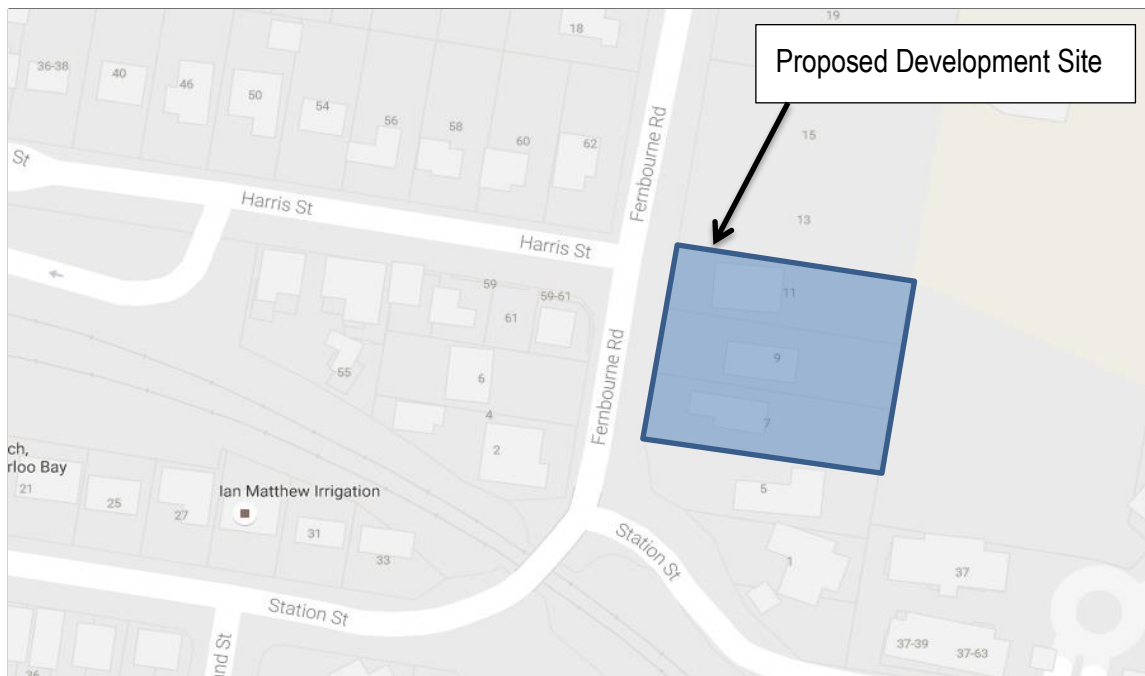 19
18
Proposed Development Site
36-38
40
46
50
54
56
58
60
62
15
Fernbourne Rd
St
Harris St
Harris St
13
11
59
59-61
61
9
55
6
4
2
7
Fernbourne Rd
ch,
rloo Bay
21
25
27
Ian Matthew Irrigation
31
33
5
Station St
1
37
Station St
37-39
37-63
nd St
36